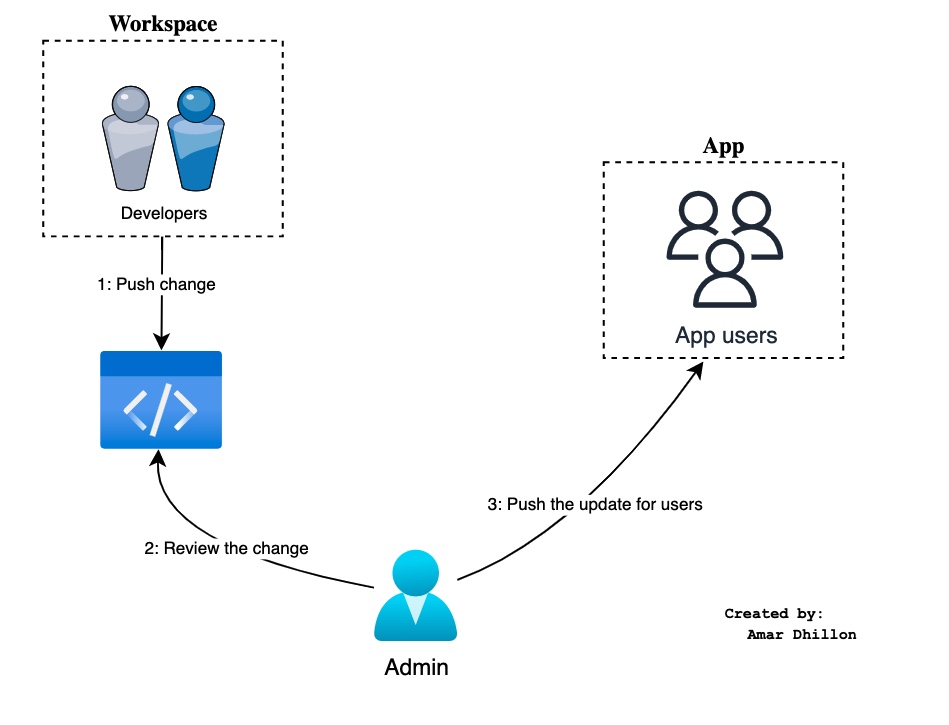 Workspace
Developers
1: Push change
</>
App
App users
2: Review the change
3: Push the update for users
Admin
Created by:
Amar Dhillon